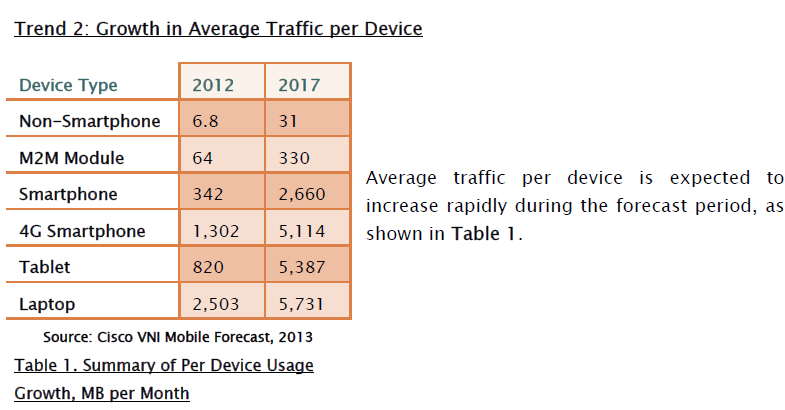 Trend 2: Growth in Average Traffic per Device
Device Type 2012 2017
Non-Smartphone 6.8 31
M2M Module 64 330
Smartphone 342 2,660
4G Smartphone 1,302 5,114
Tablet 820 5,387
Laptop 2,503 5,731
Source: Cisco VNI Mobile Forecast, 2013
Table 1. Summary of Per Device Usage
Growth, MB per Month
Average traffic per device is expected to
increase rapidly during the forecast period, as
shown in Table 1.